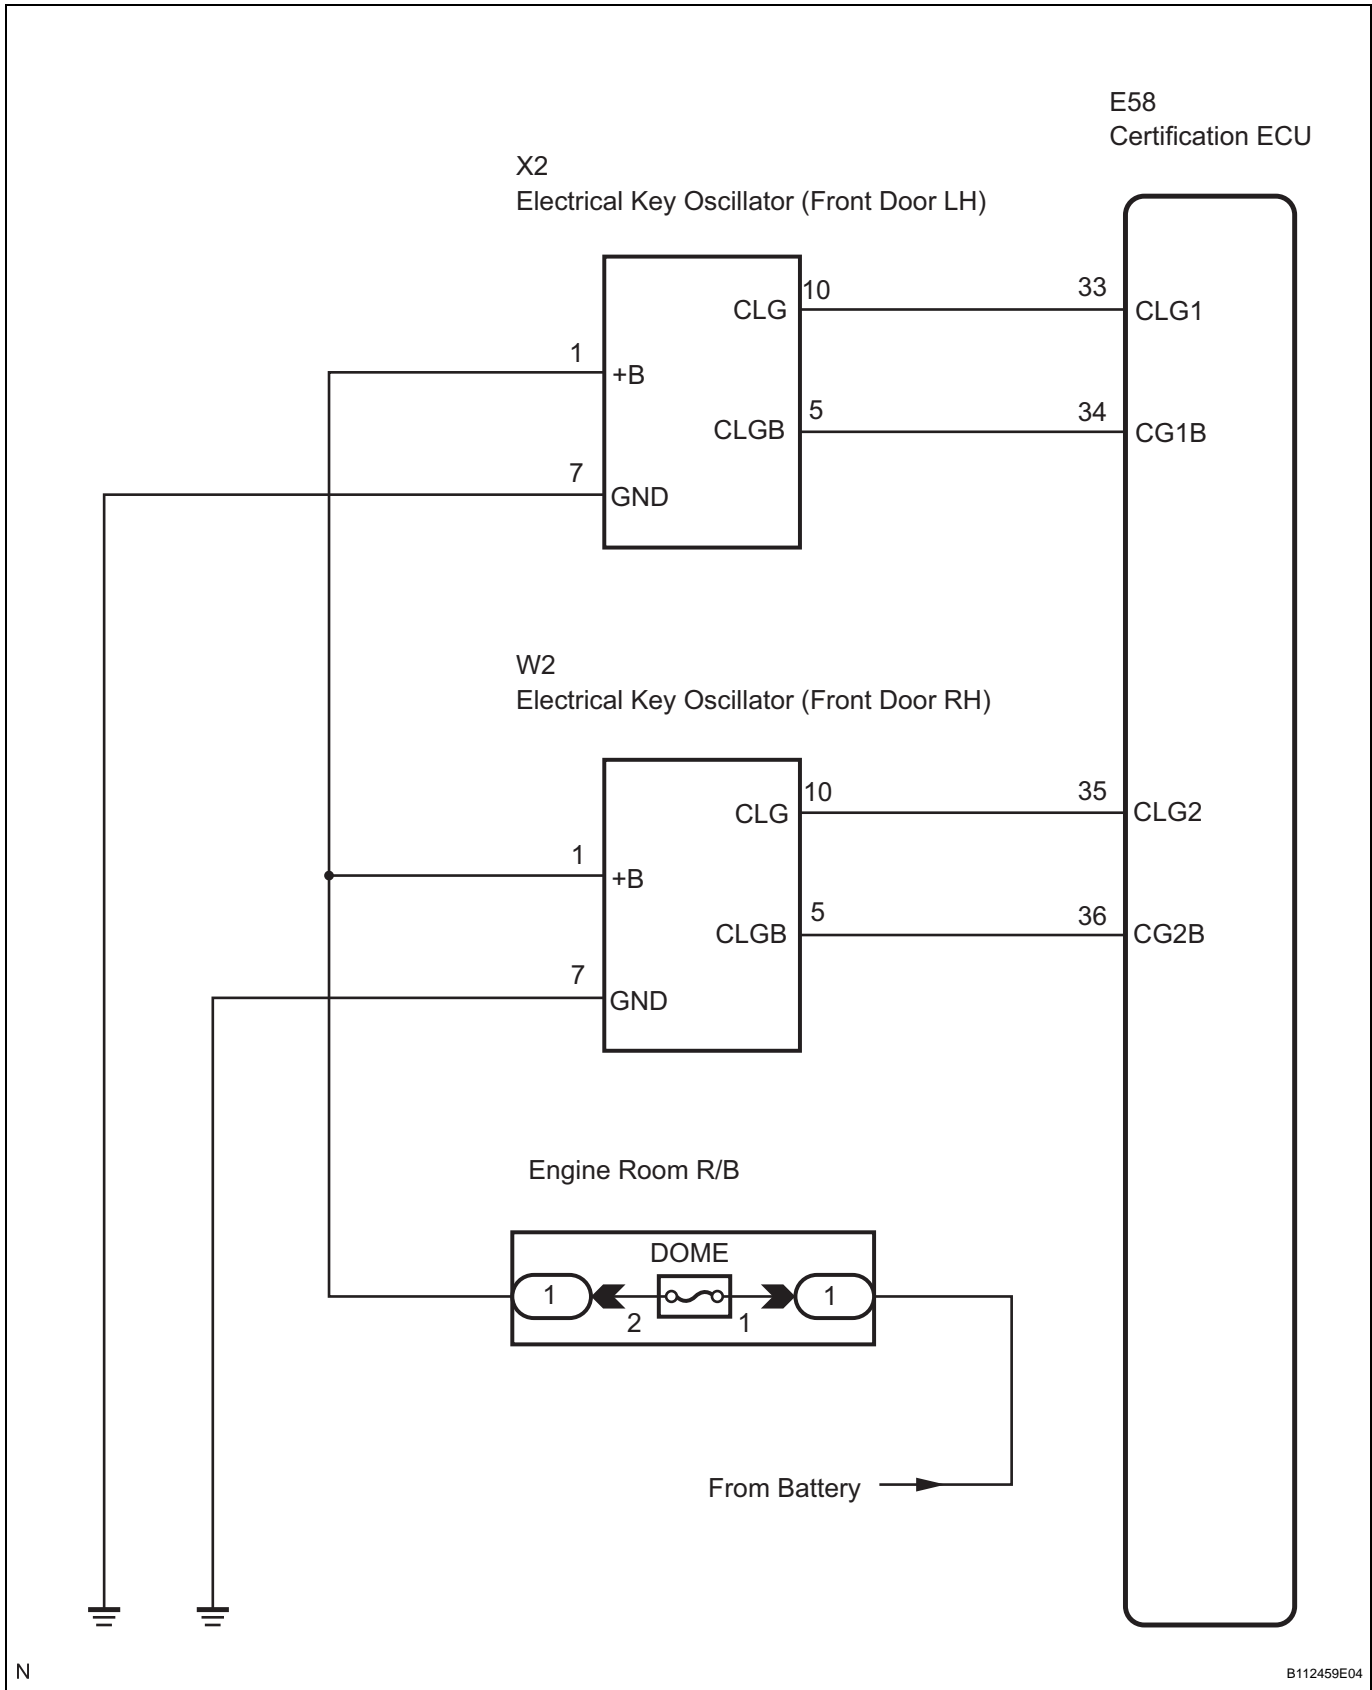 E58
Certification ECU
X2
Electrical Key Oscillator (Front Door LH)
CLG
10
33
CLG1
1
+B
CLGB
5
34
CG1B
7
GND
W2
Electrical Key Oscillator (Front Door RH)
CLG
10
35
CLG2
1
+B
CLGB
5
36
CG2B
7
GND
Engine Room R/B
DOME
1
2
1
1
From Battery
N
B112459E04